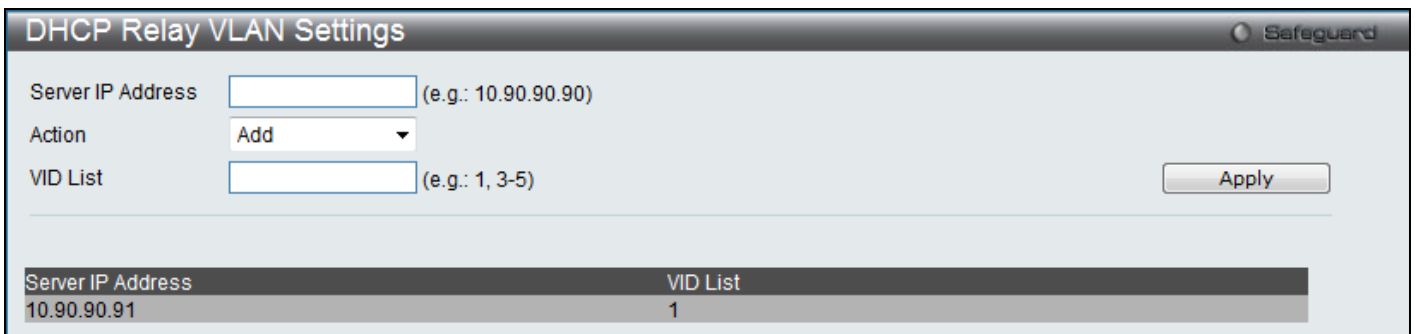 DHCP Relay VLAN Settings Safeguard
Server IP Address (e.g.: 10.90.90.90)
Action Add
VID List (e.g.: 1, 3-5) Apply
Server IP Address VID List
10.90.90.91 1